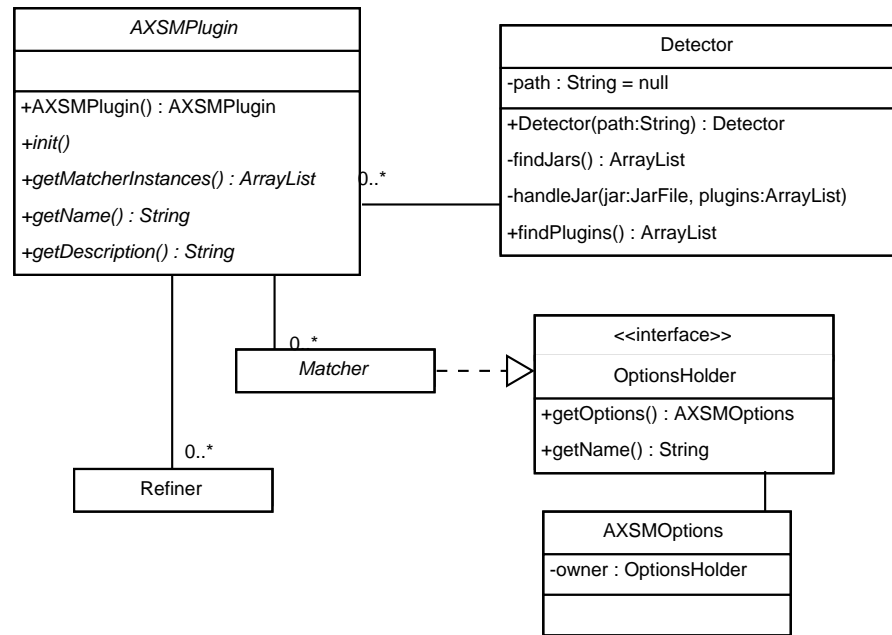 AXSMPlugin
+AXSMPlugin() : AXSMPlugin
+init()
+getMatcherInstances() : ArrayList
+getName() : String
+getDescription() : String
0..*
Detector
-path : String = null
+Detector(path:String) : Detector
-findJars() : ArrayList
-handleJar(jar:JarFile, plugins:ArrayList)
+findPlugins() : ArrayList
0..*
Matcher
<<interface>>
OptionsHolder
+getOptions() : AXSMOptions
+getName() : String
0..*
Refiner
AXSMOptions
-owner : OptionsHolder